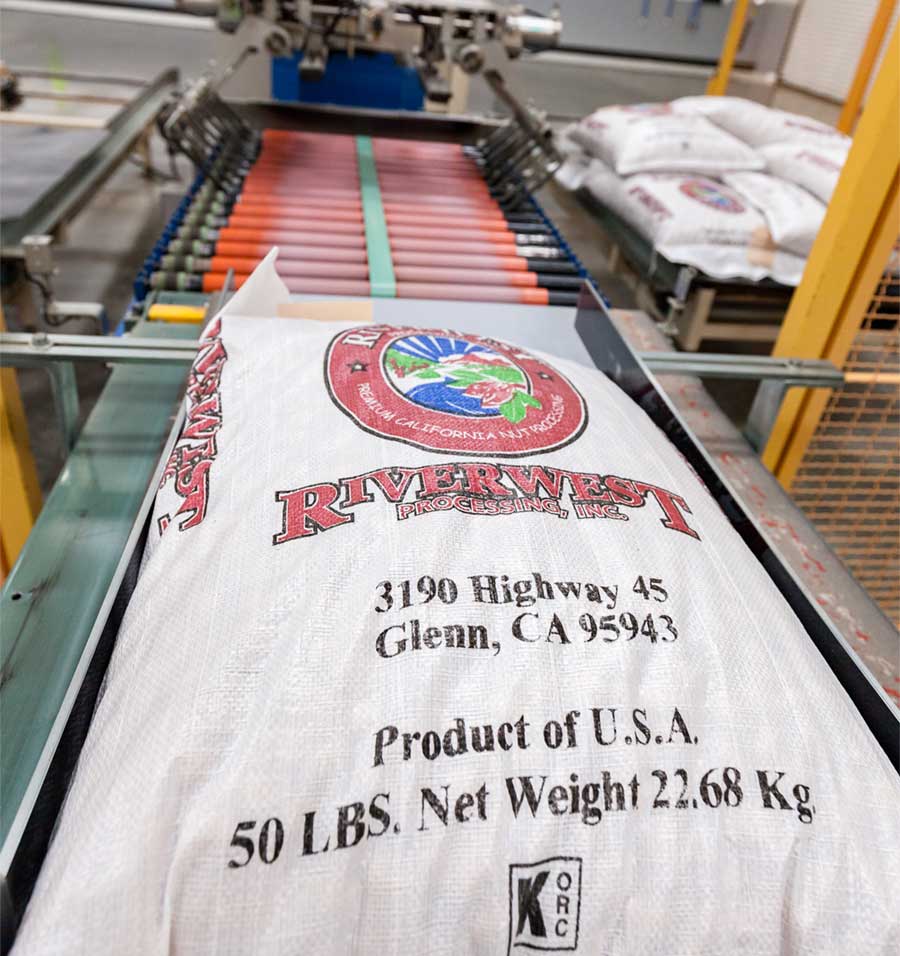 PREMIUM CALIFORNIA NUT PROCESSING
RIVERWEST
PROCESSING, INC.
3190 Highway 45
Glenn, CA 95943
Product of U.S.A.
50 LBS. Net Weight 22.68 Kg.
K ORC